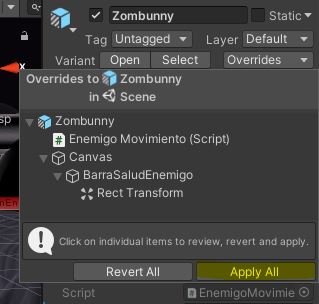 Zombunny
Static
Tag Untagged Layer Default
Variant Open Select Overrides
Overrides to Zombunny
in Scene
Zombunny
Enemigo Movimiento (Script)
Canvas
BarraSaludEnemigo
Rect Transform
Click on individual items to review, revert and apply.
Revert All
Apply All
Script
EnemigoMovimie